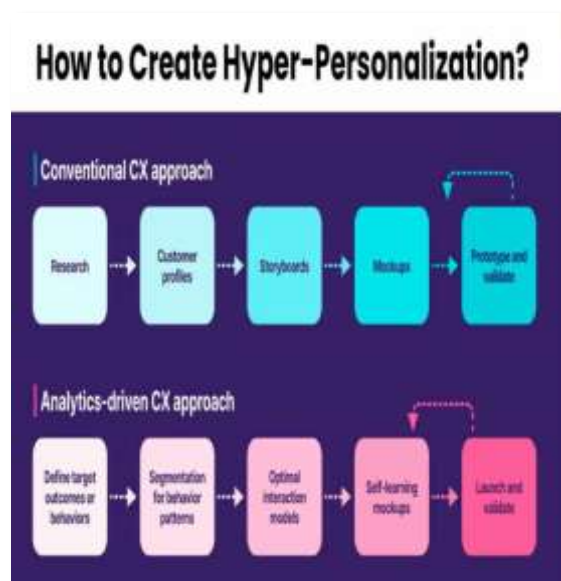 How to Create Hyper-Personalization?
Conventional CX approach
Research
Customer
profiles
Storyboards
Mockups
Prototype and
validate
Analytics-driven CX approach
Define target
outcomes or
behaviors
Segmentation
for behavior
patterns
Optimal
interaction
models
Self-learning
mockups
Launch and
validate